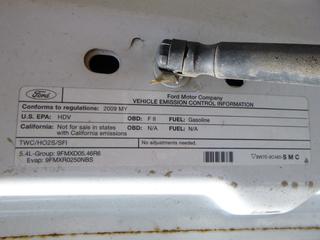 Ford
Ford Motor Company
VEHICLE EMISSION CONTROL INFORMATION
Conforms to regulations: 2009 MY
U.S. EPA: HDV OBD: F II FUEL: Gasoline
California: Not for sale in states with California emissions OBD: N/A FUEL: N/A
TWC/HO2S/SFI No adjustments needed.
5.4L-Group: 9FMXD05.46R6
Evap: 9FMXR0250NBS
S M C